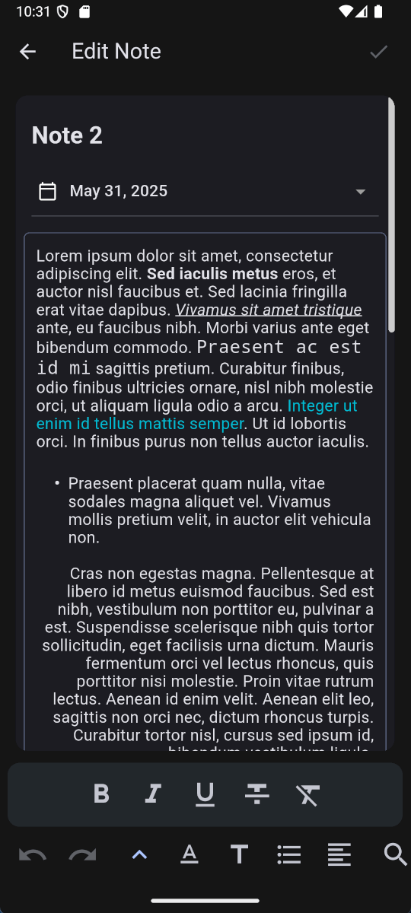 10:31
Edit Note
Note 2
May 31, 2025
Lorem ipsum dolor sit amet, consectetur
adipiscing elit. Sed iaculis metus eros, et
auctor nisl faucibus et. Sed lacinia fringilla
erat vitae dapibus. Vivamus sit amet tristique
ante, eu faucibus nibh. Morbi varius ante eget
bibendum commodo. Praesent ac est
id mi sagittis pretium. Curabitur finibus,
odio finibus ultricies ornare, nisl nibh molestie
orci, ut aliquam ligula odio a arcu. Integer ut
enim id tellus mattis semper. Ut id lobortis
orci. In finibus purus non tellus auctor iaculis.
• Praesent placerat quam nulla, vitae
sodales magna aliquet vel. Vivamus
mollis pretium velit, in auctor elit vehicula
non.
Cras non egestas magna. Pellentesque at
libero id metus euismod faucibus. Sed est
nibh, vestibulum non porttitor eu, pulvinar a
est. Suspendisse scelerisque nibh quis tortor
sollicitudin, eget facilisis urna dictum. Mauris
fermentum orci vel lectus rhoncus, quis
porttitor nisi molestie. Proin vitae rutrum
lectus. Aenean id enim velit. Aenean elit leo,
sagittis non orci nec, dictum rhoncus turpis.
Curabitur tortor nisl, cursus sed ipsum id,
B I U
A T